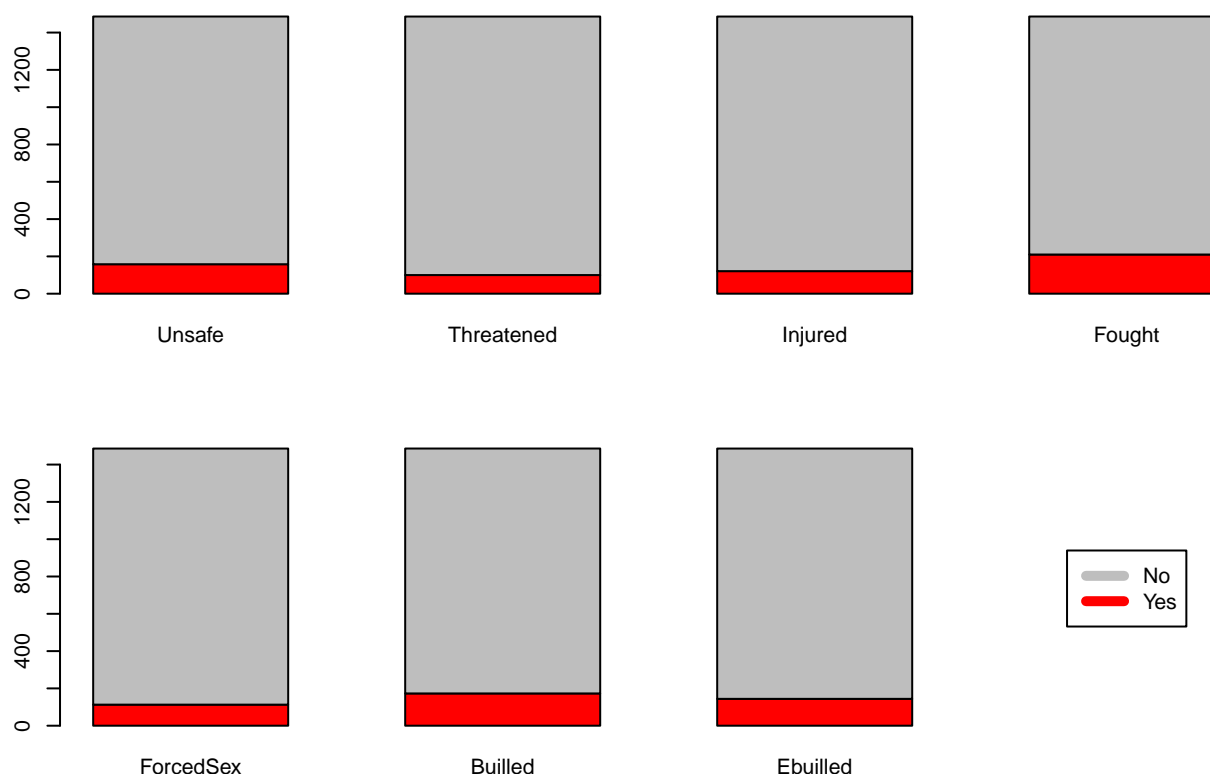 1200
800
400
0
Unsafe
Threatened
Injured
Fought
1200
800
400
0
No
Yes
ForcedSex
Builled
Ebuilled